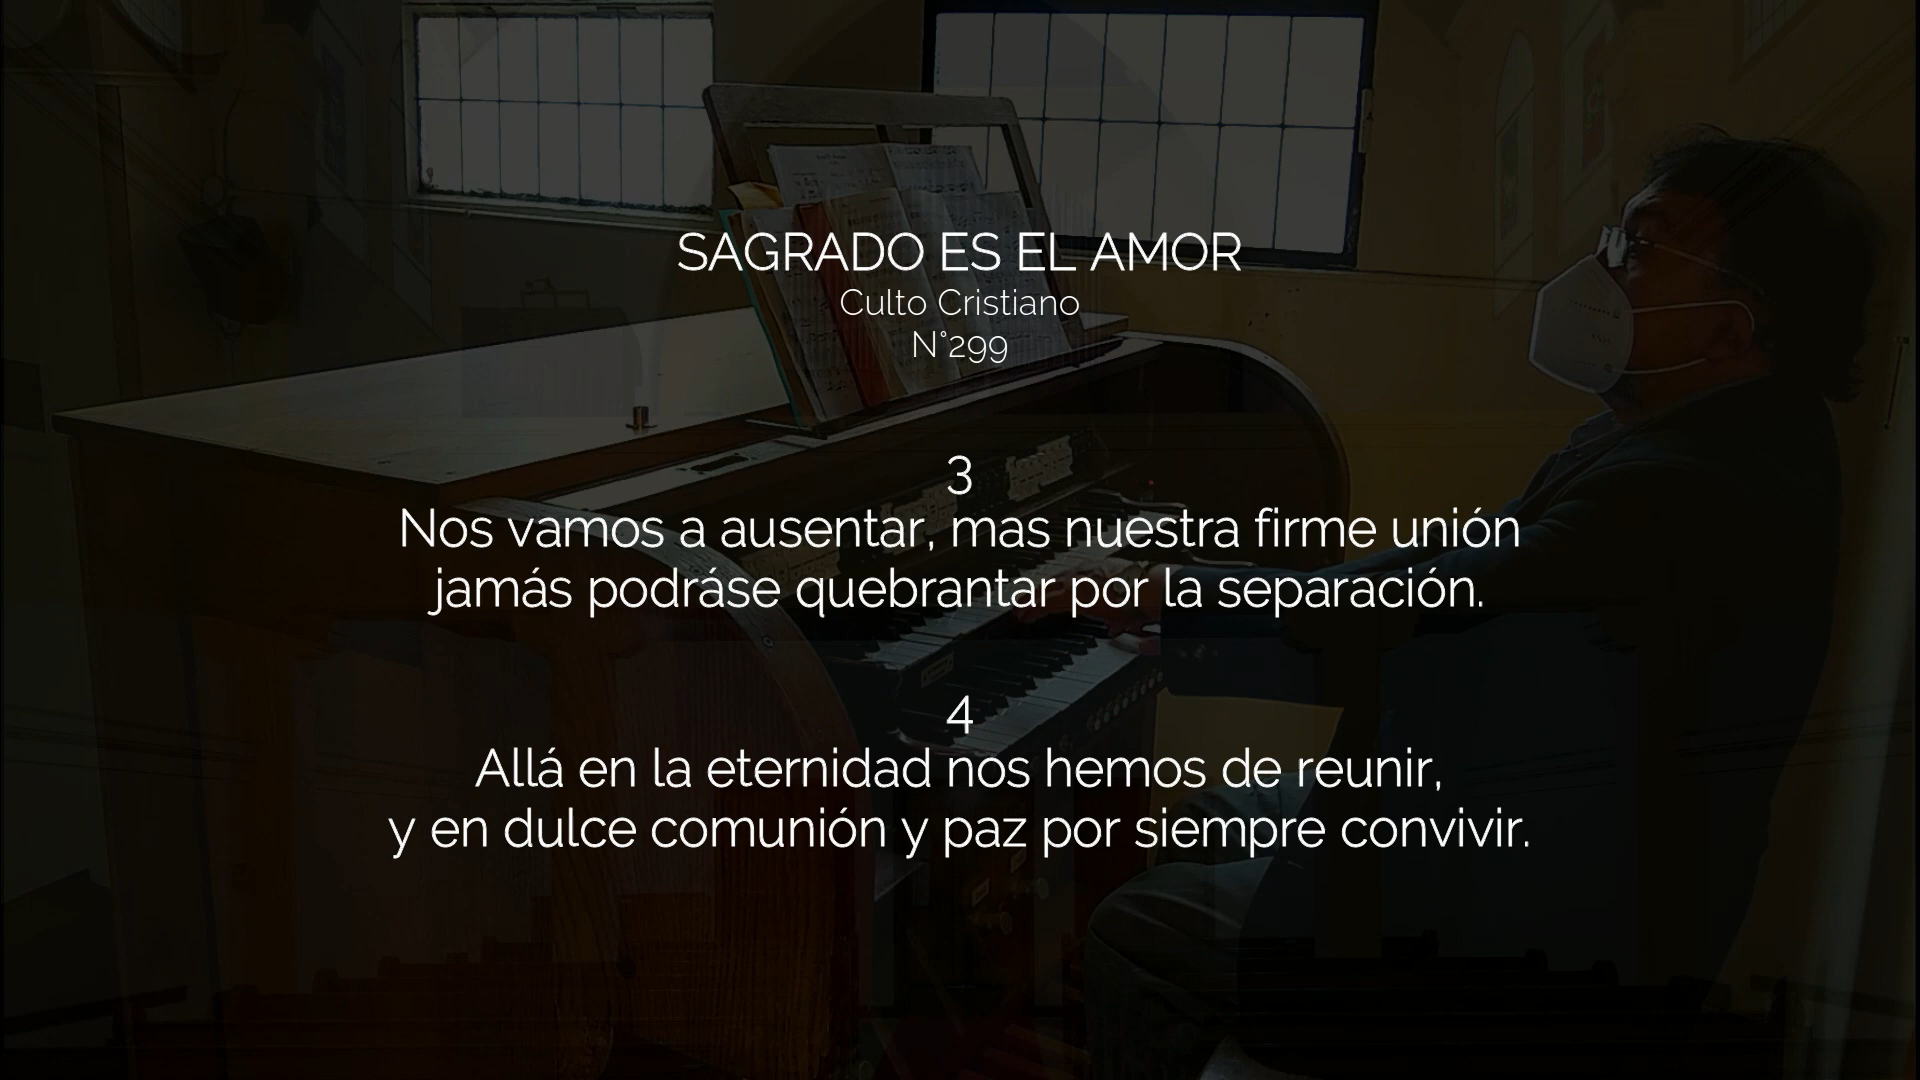 SAGRADO ES EL AMOR
Culto Cristiano
N°299
3
Nos vamos a ausentar, mas nuestra firme unión
jamás podráse quebrantar por la separación.
4
Allá en la eternidad nos hemos de reunir,
y en dulce comunión y paz por siempre convivir.